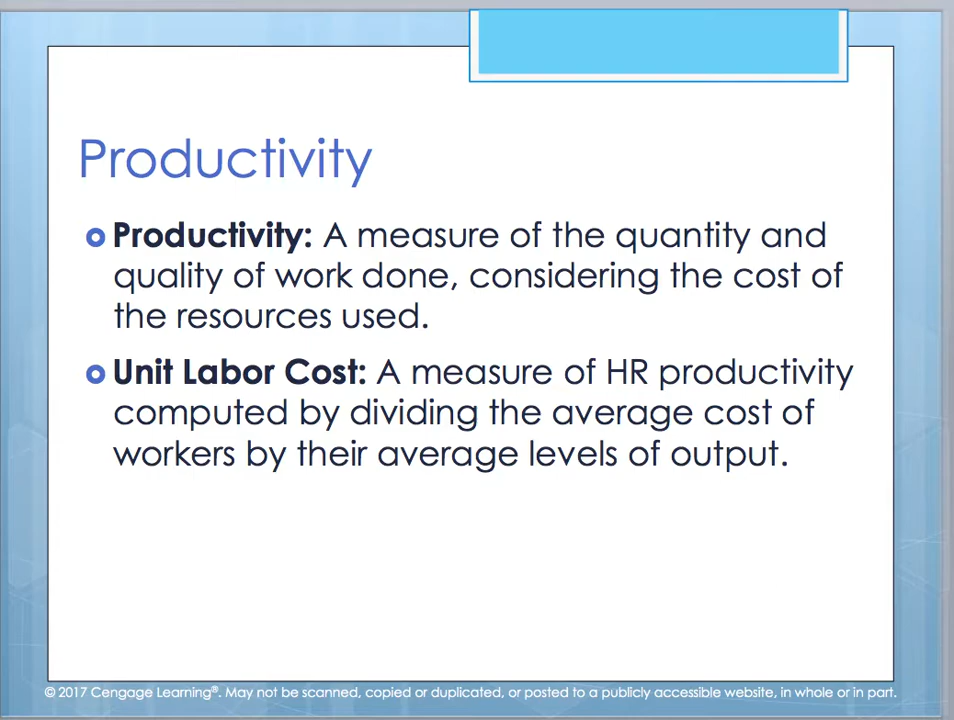 Productivity
Productivity: A measure of the quantity and
quality of work done, considering the cost of
the resources used.
Unit Labor Cost: A measure of HR productivity
computed by dividing the average cost of
workers by their average levels of output.
© 2017 Cengage Learning®. May not be scanned, copied or duplicated, or posted to a publicly accessible website, in whole or in part.